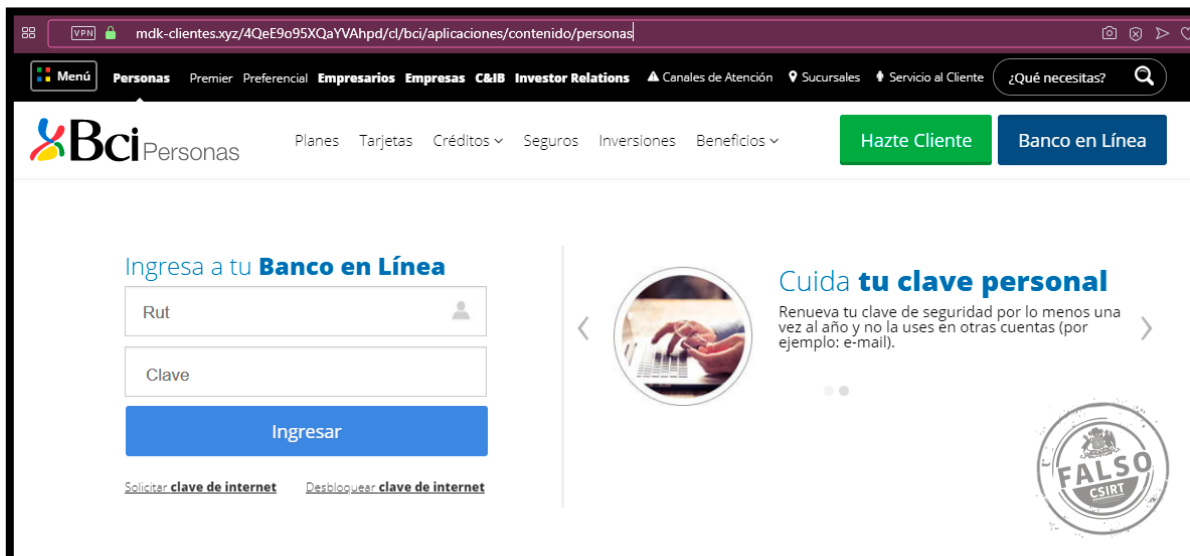 VPN mdk-clientes.xyz/4QeE9o95XQaYVAhpd/cl/bci/aplicaciones/contenido/personas
Menú Personas Premier Preferencial Empresarios Empresas C&IB Investor Relations Canales de Atención Sucursales Servicio al Cliente ¿Qué necesitas?
Bci Personas Planes Tarjetas Créditos Seguros Inversiones Beneficios Hazte Cliente Banco en Línea
Ingresa a tu Banco en Línea
Rut
Clave
Ingresar
Solicitar clave de internet Desbloquear clave de internet
Cuida tu clave personal
Renueva tu clave de seguridad por lo menos una
vez al año y no la uses en otras cuentas (por
ejemplo: e-mail).
FALSO
CSIRT